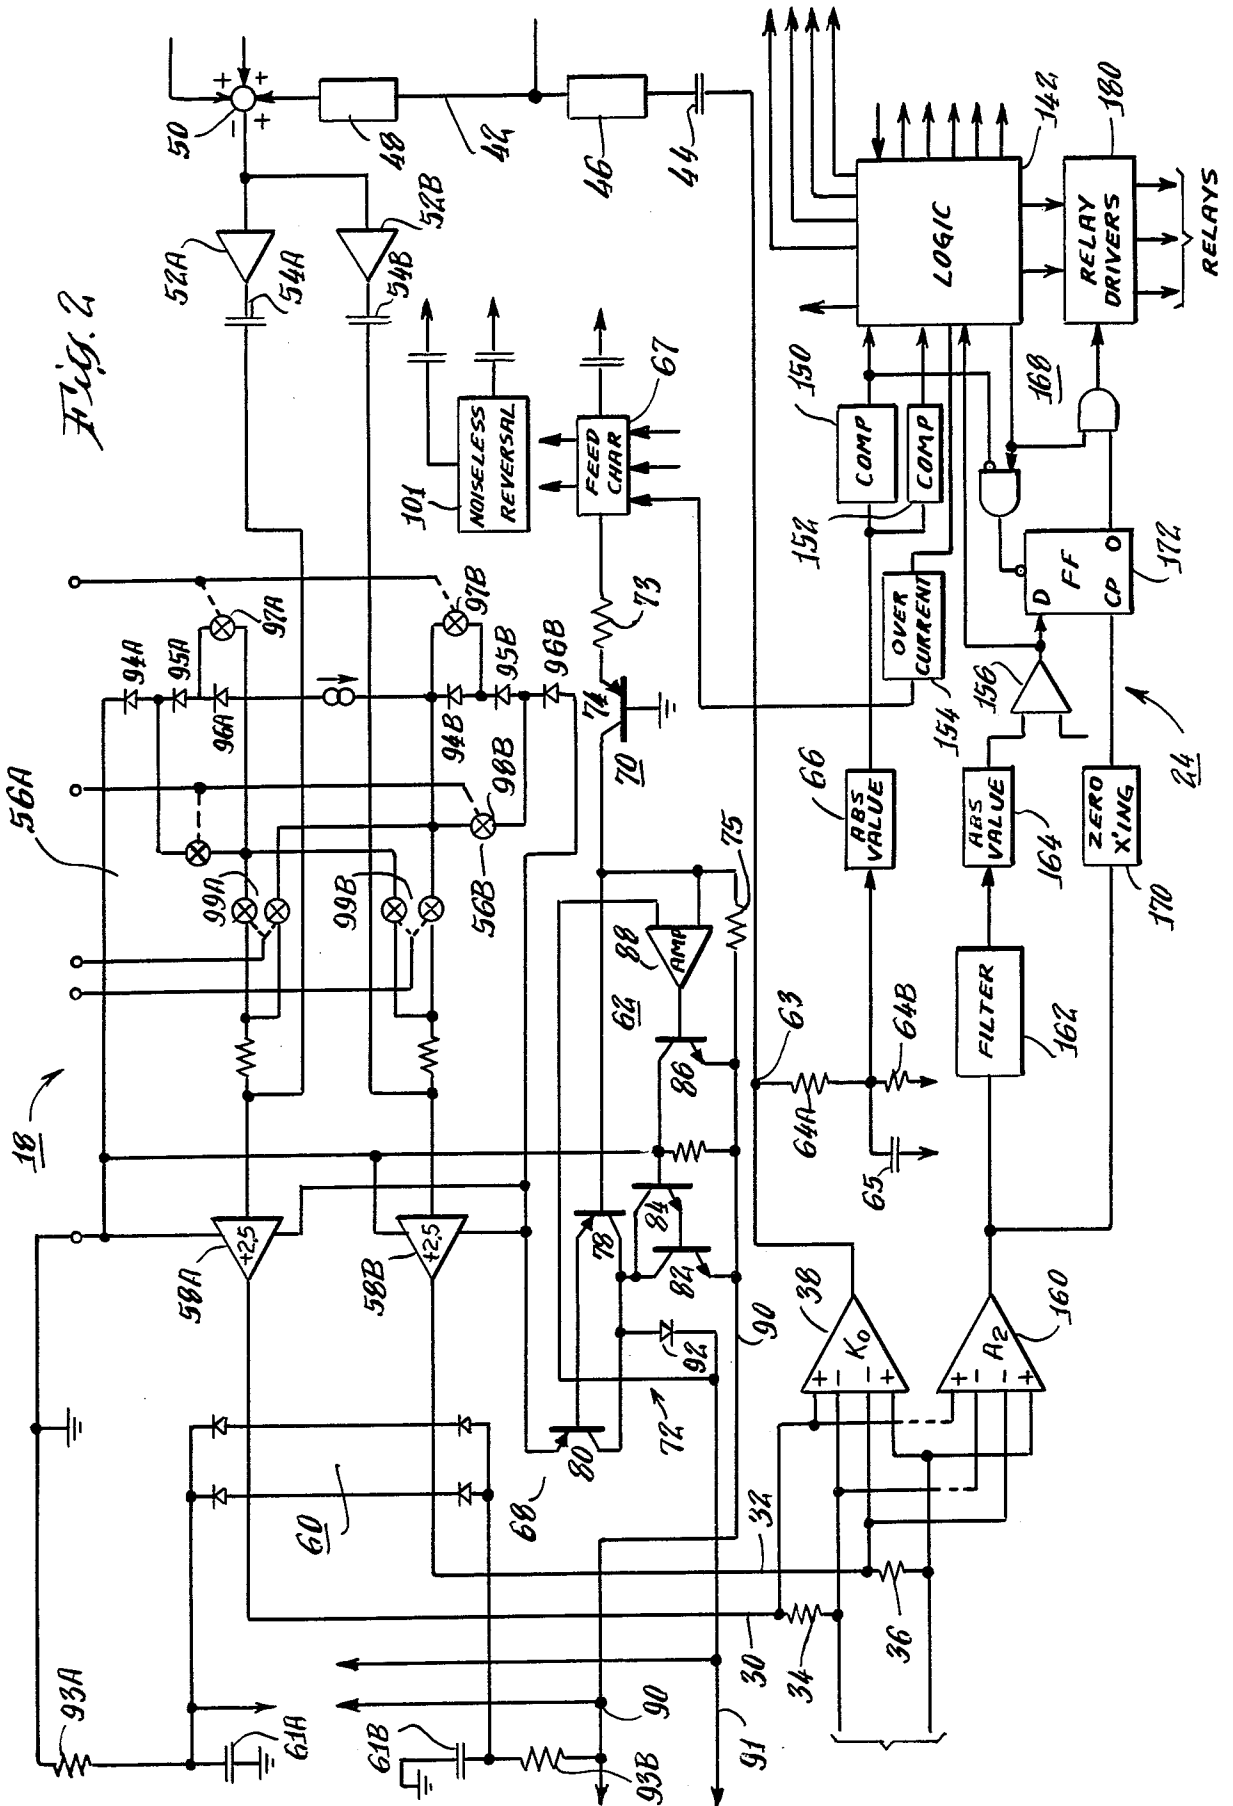 Fig. 2
18
56A
93A
94A
95A
96A
97A
99A
58A
+2,5
52A
54A
50
+
+
+
−
61A
60
58B
+2,5
99B
52B
54B
48
61B
94B
95B
96B
97B
98B
56B
101
NOISELESS
REVERSAL
42
68
80
78
62
88
AMP
70
74
73
FEED
CHAR
67
46
93B
90
72
92
82
84
86
75
44
91
30
32
90
63
34
36
38
K₀
+
−
−
+
64A
64B
65
66
ABS
VALUE
152
COMP
150
COMP
LOGIC
142
OVER
CURRENT
154
160
A₂
+
−
−
+
FILTER
162
ABS
VALUE
164
156
168
D
FF
CP
O
172
170
ZERO
X'ING
24
RELAY
DRIVERS
180
RELAYS